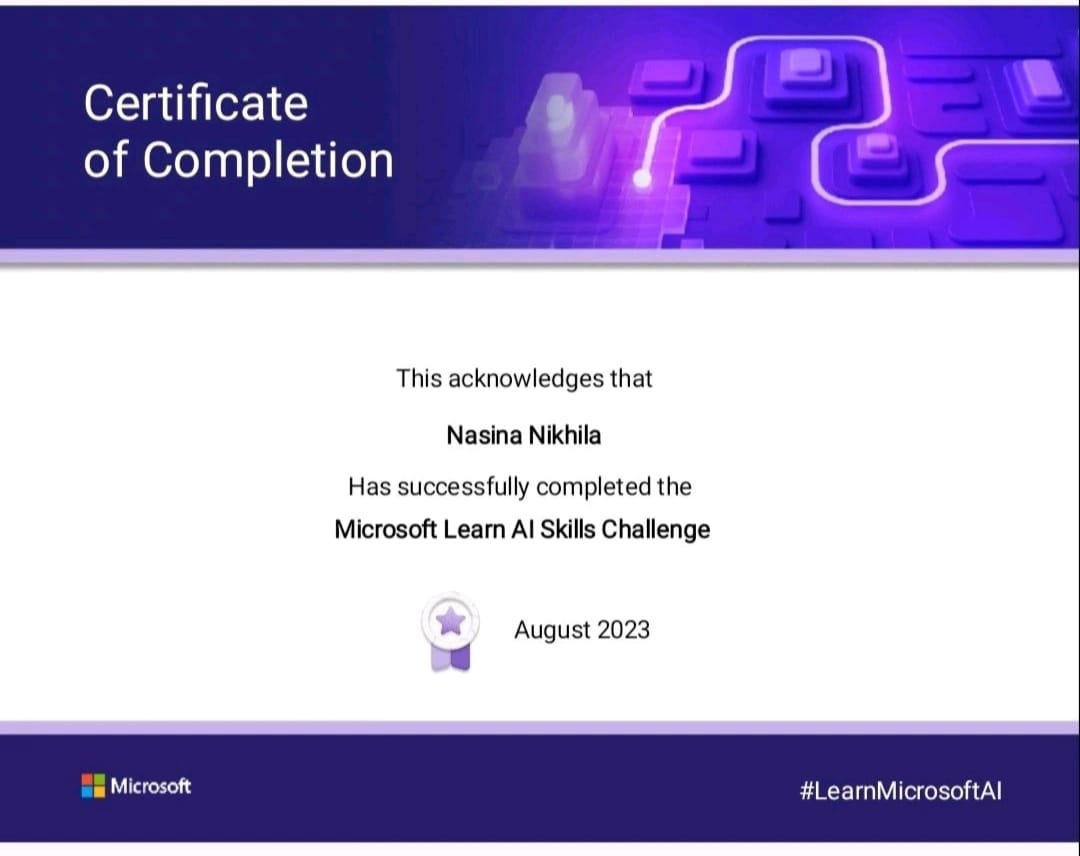 Certificate
of Completion
This acknowledges that
Nasina Nikhila
Has successfully completed the
Microsoft Learn AI Skills Challenge
August 2023
Microsoft
#LearnMicrosoftAI